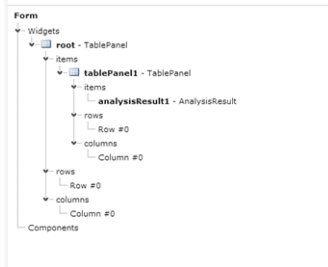 Form
Widgets
root - TablePanel
items
tablePanel1 - TablePanel
items
analysisResult1 - AnalysisResult
rows
Row #0
columns
Column #0
rows
Row #0
columns
Column #0
Components